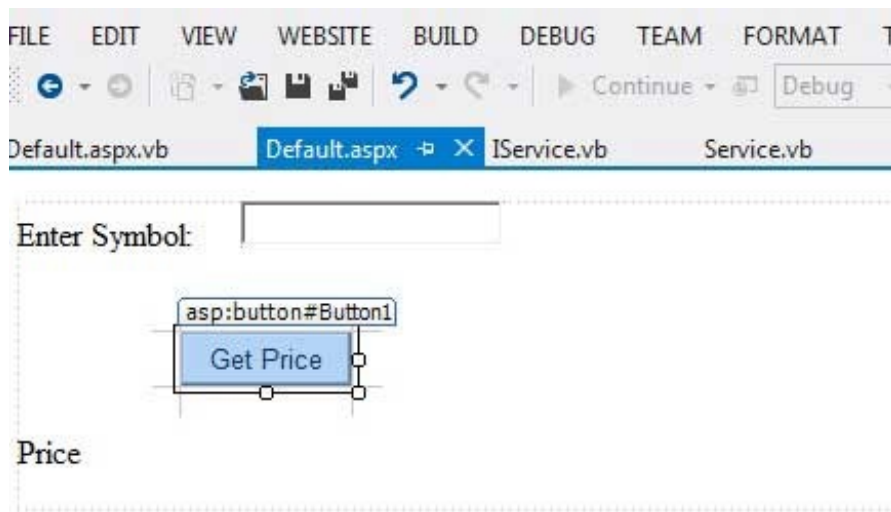 FILE EDIT VIEW WEBSITE BUILD DEBUG TEAM FORMAT
Continue Debug
Default.aspx.vb Default.aspx IService.vb Service.vb
Enter Symbol:
asp:button#Button1
Get Price
Price